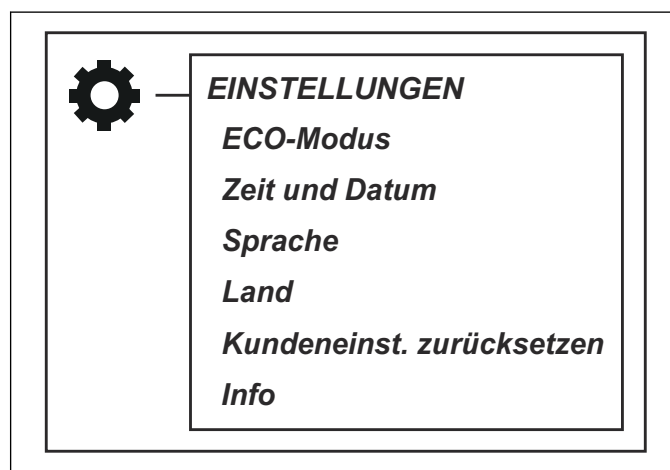 EINSTELLUNGEN
ECO-Modus
Zeit und Datum
Sprache
Land
Kundeneinst. zurücksetzen
Info